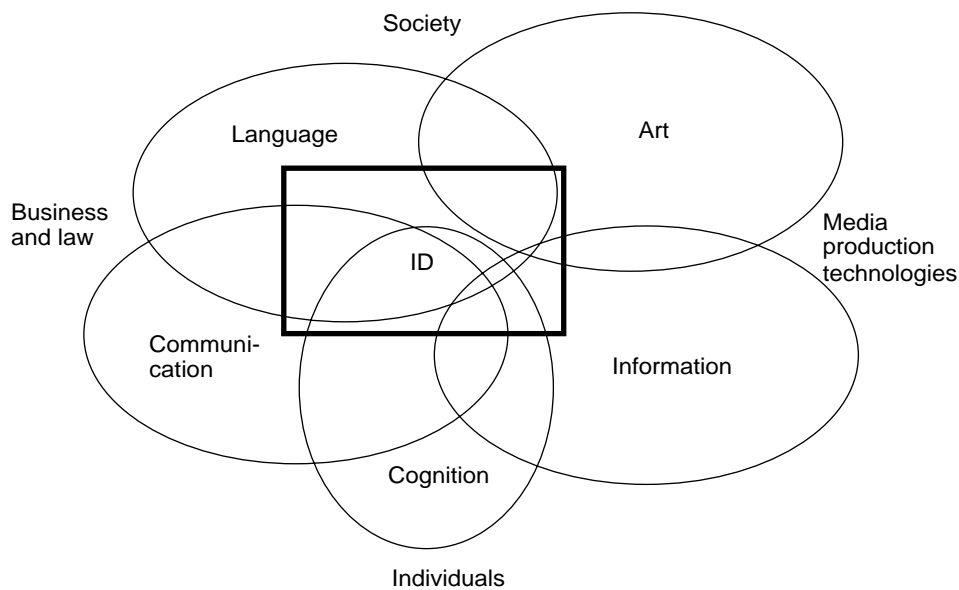 Society
Language
Art
Business
and law
Media
production
technologies
ID
Communi-
cation
Information
Cognition
Individuals